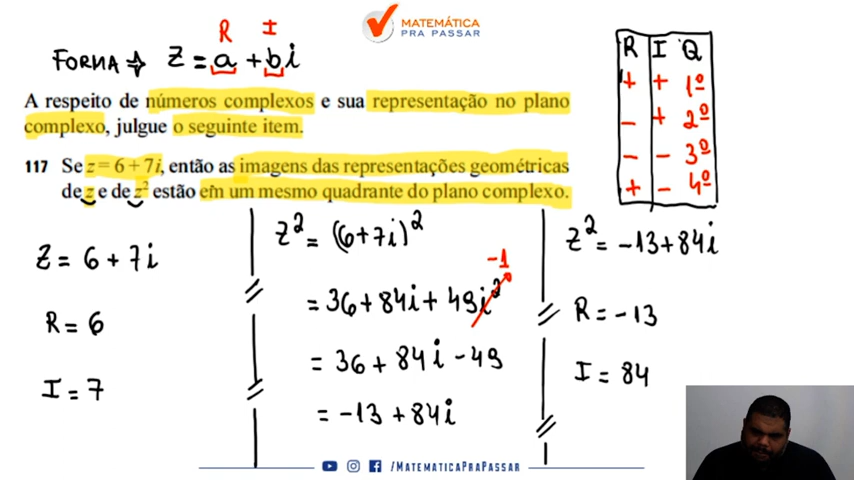 MATEMÁTICA
PRA PASSAR
R I
FORMA → Z = a + bi
A respeito de números complexos e sua representação no plano
complexo, julgue o seguinte item.
117 Se z = 6 + 7i, então as imagens das representações geométricas
de z e de z² estão em um mesmo quadrante do plano complexo.
R I Q
+ + 1º
- + 2º
- - 3º
+ - 4º
Z = 6 + 7i
R = 6
I = 7
Z² = (6+7i)²
-1
= 36 + 84i + 49i²
= 36 + 84i - 49
= -13 + 84i
Z² = -13 + 84i
R = -13
I = 84
/MATEMATICAPRAPASSAR